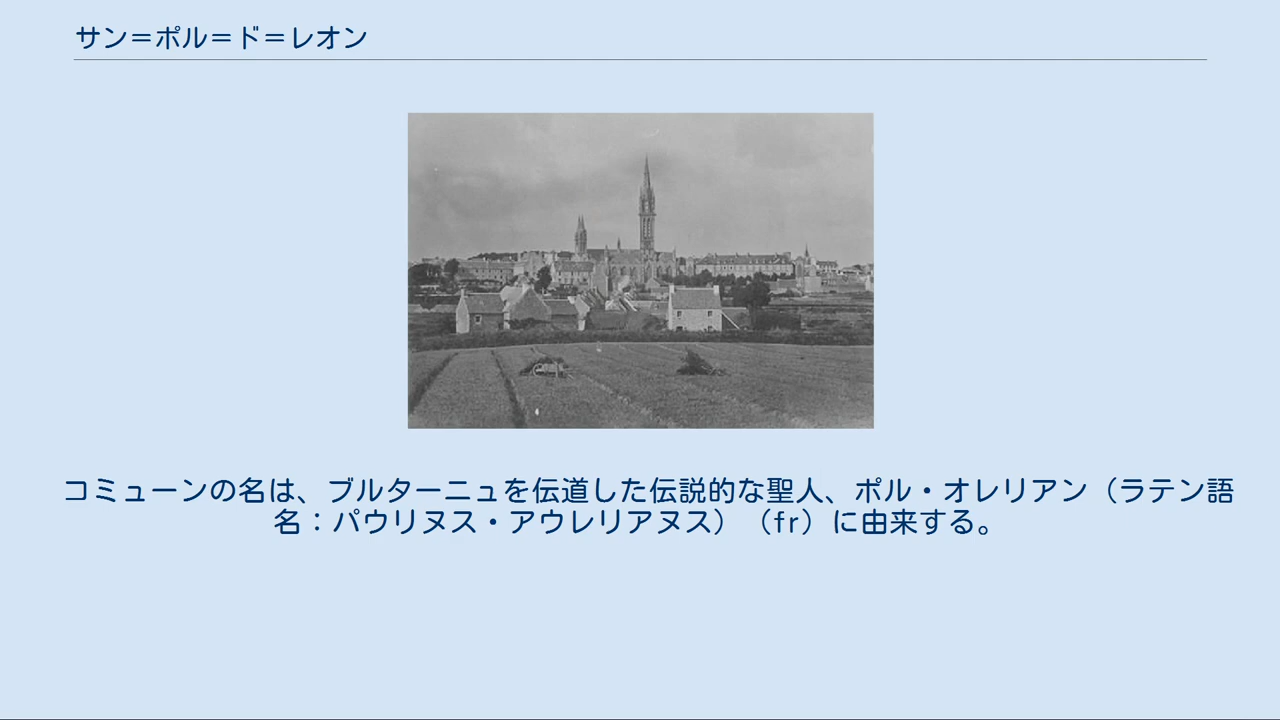 サン＝ポル＝ド＝レオン
コミューンの名は、ブルターニュを伝道した伝説的な聖人、ポル・オレリアン（ラテン語
名：パウリヌス・アウレリアヌス）（fr）に由来する。